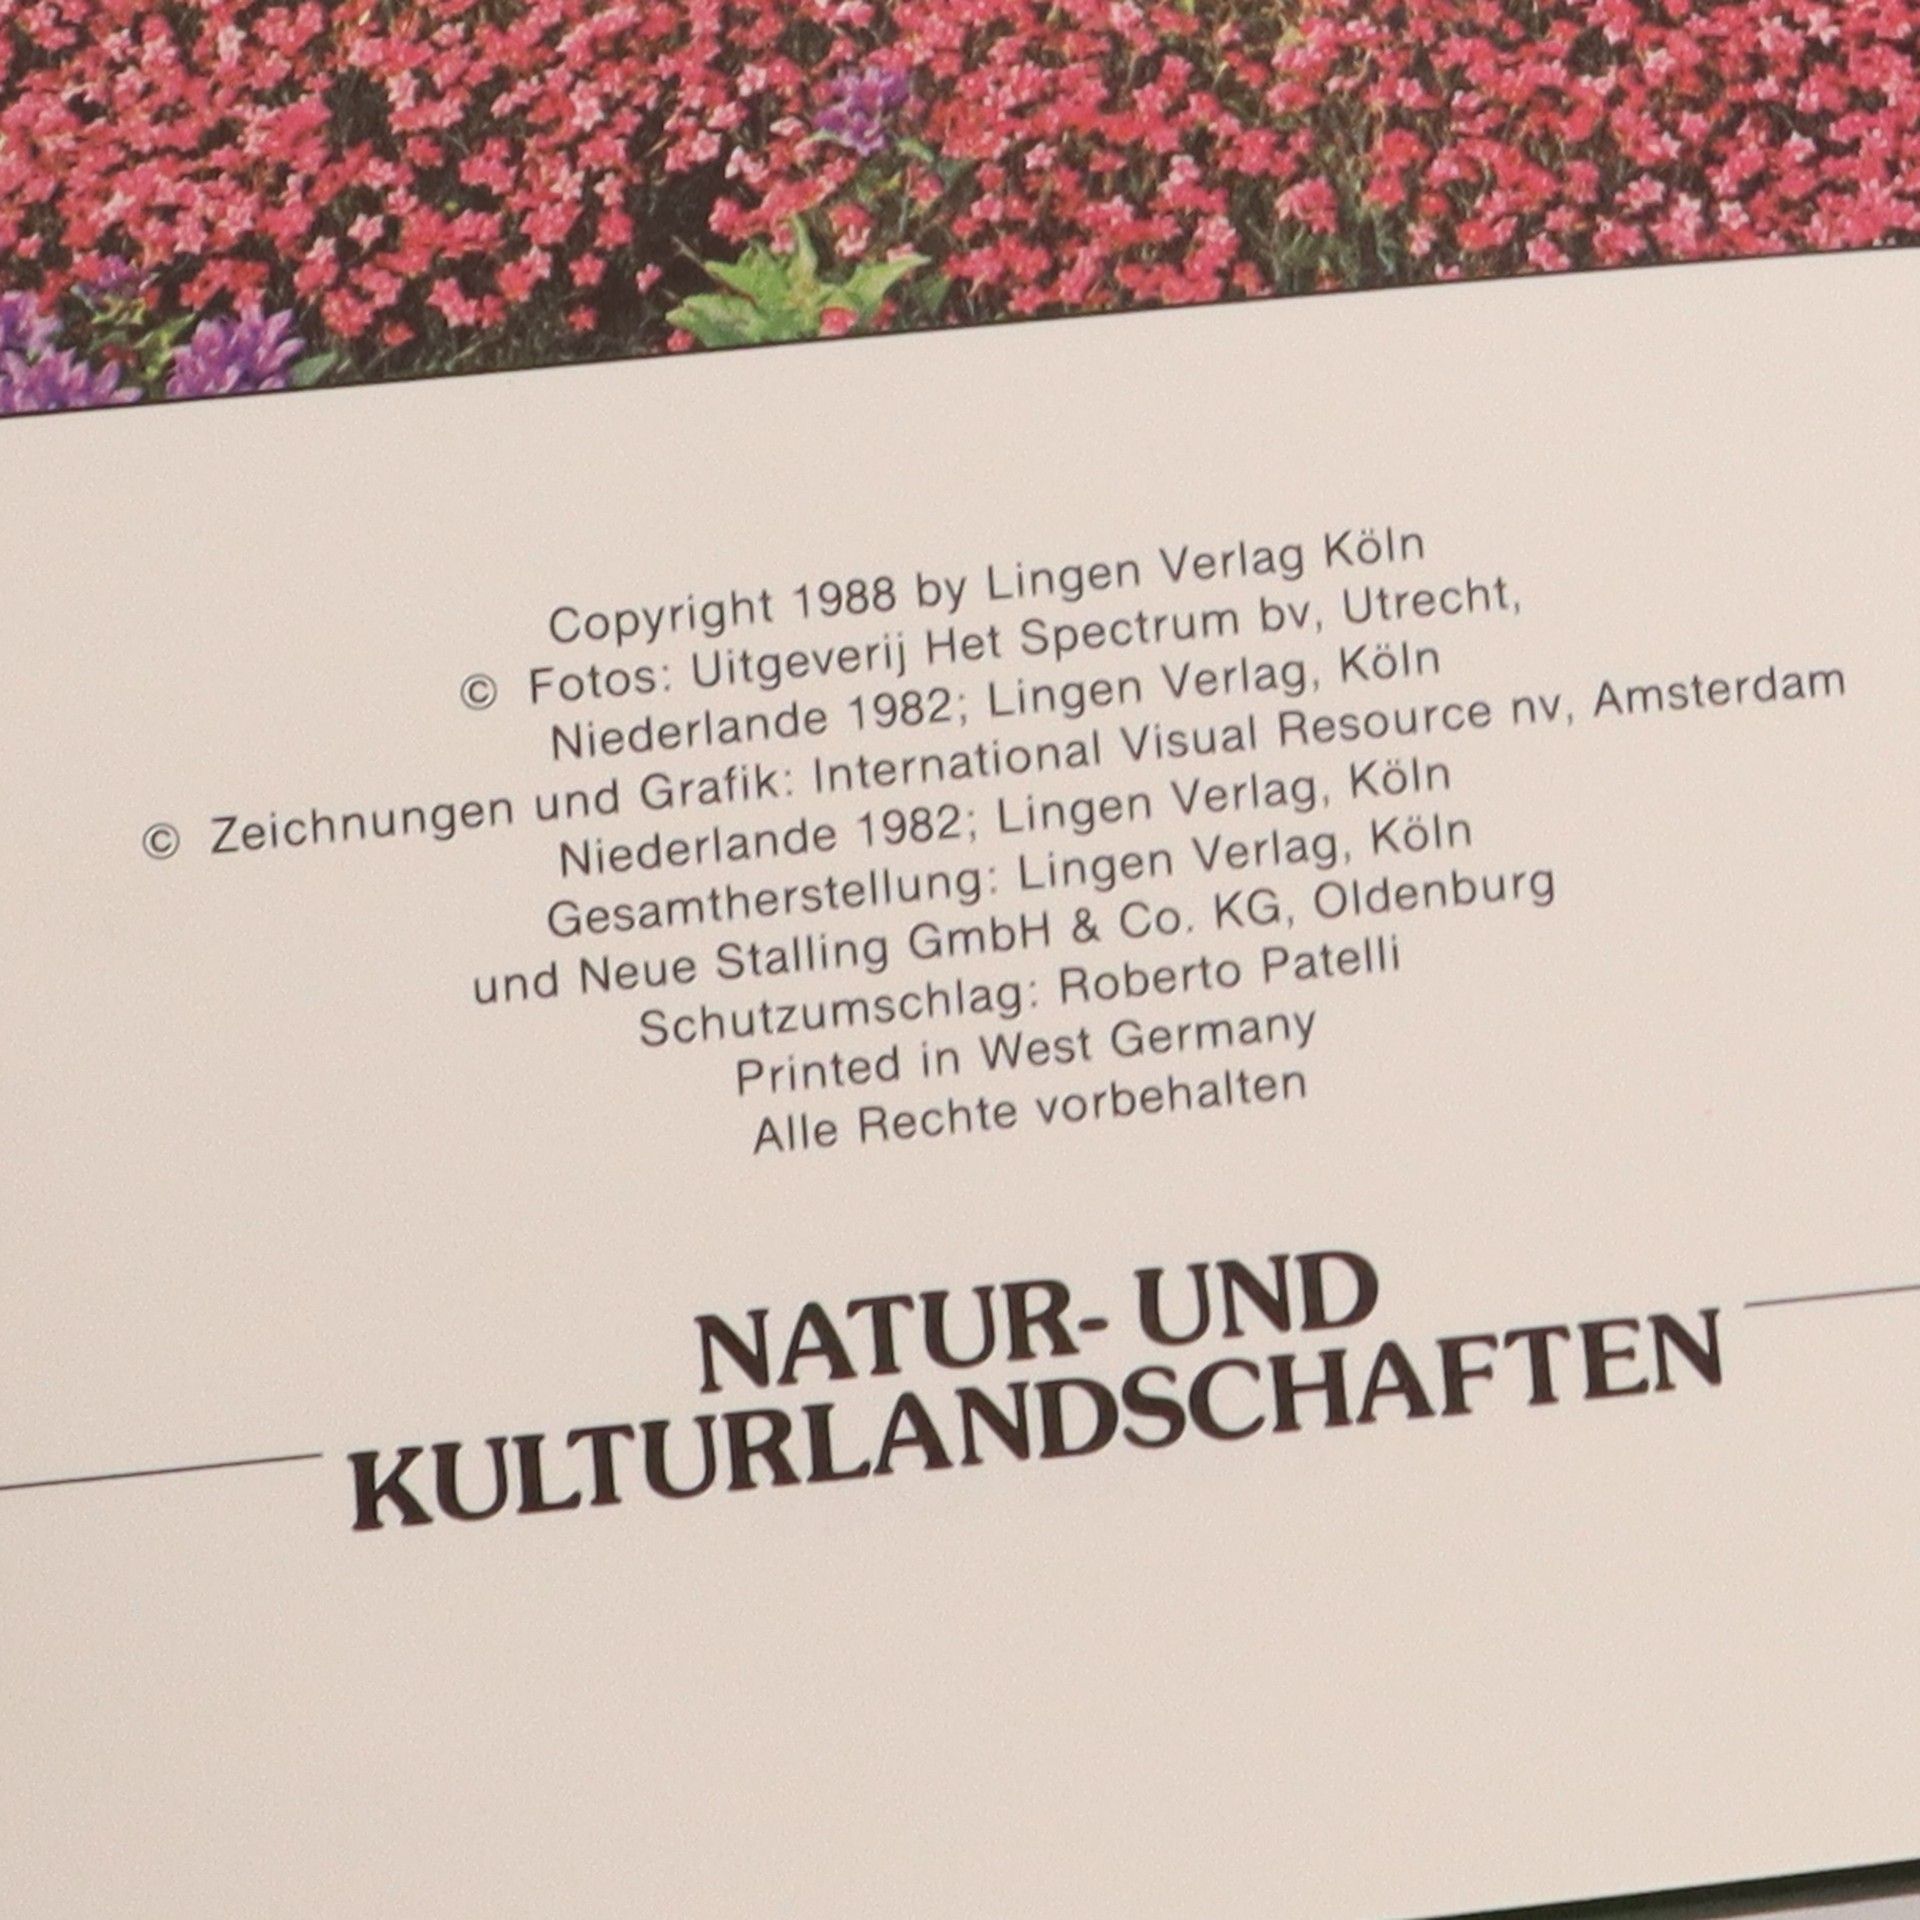 Copyright 1988 by Lingen Verlag Köln
© Fotos: Uitgeverij Het Spectrum bv, Utrecht,
Niederlande 1982; Lingen Verlag, Köln
© Zeichnungen und Grafik: International Visual Resource nv, Amsterdam
Niederlande 1982; Lingen Verlag, Köln
Gesamtherstellung: Lingen Verlag, Köln
und Neue Stalling GmbH & Co. KG, Oldenburg
Schutzumschlag: Roberto Patelli
Printed in West Germany
Alle Rechte vorbehalten
NATUR- UND
KULTURLANDSCHAFTEN